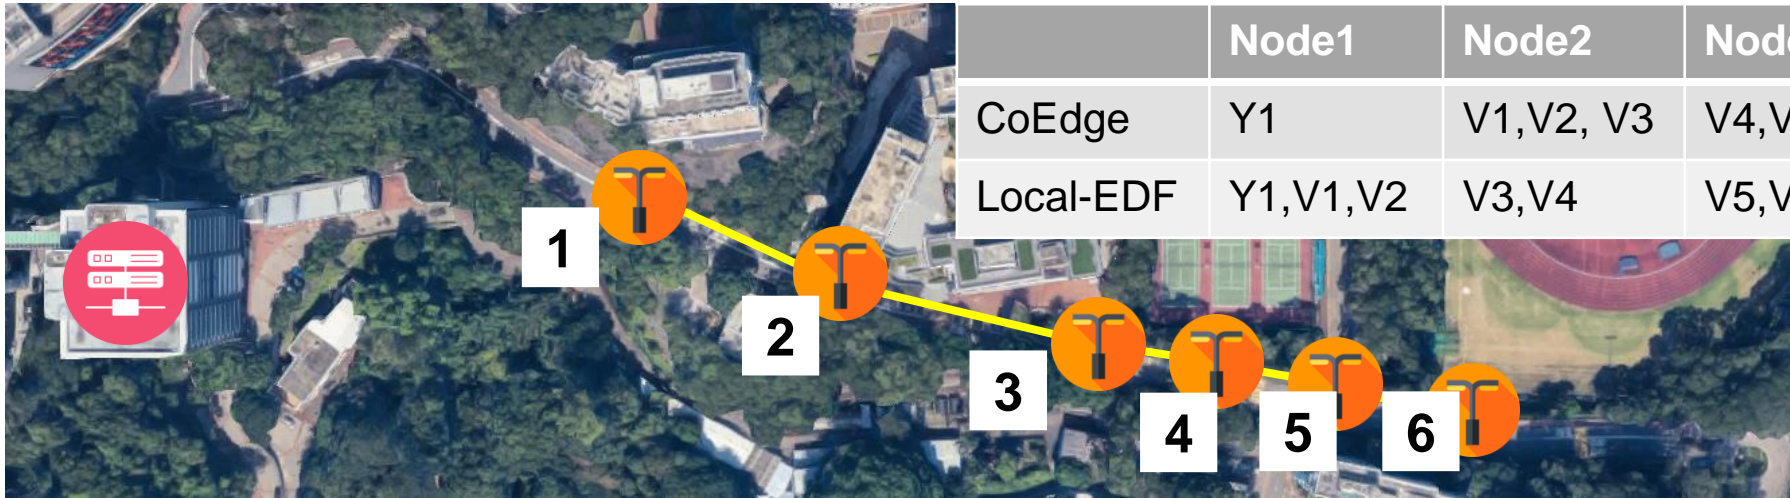 Node1 Node2
CoEdge Y1 V1,V2, V3
Local-EDF Y1,V1,V2 V3,V4
1
2
3
4
5
6